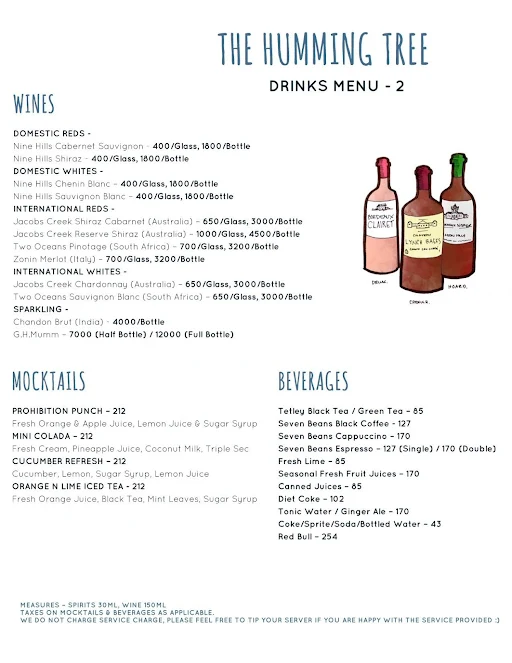 THE HUMMING TREE
DRINKS MENU - 2
WINES
DOMESTIC REDS -
Nine Hills Cabernet Sauvignon - 400/Glass, 1800/Bottle
Nine Hills Shiraz - 400/Glass, 1800/Bottle
DOMESTIC WHITES -
Nine Hills Chenin Blanc – 400/Glass, 1800/Bottle
Nine Hills Sauvignon Blanc – 400/Glass, 1800/Bottle
INTERNATIONAL REDS -
Jacobs Creek Shiraz Cabernet (Australia) – 650/Glass, 3000/Bottle
Jacobs Creek Reserve Shiraz (Australia) – 1000/Glass, 4500/Bottle
Two Oceans Pinotage (South Africa) – 700/Glass, 3200/Bottle
Zonin Merlot (Italy) – 700/Glass, 3200/Bottle
INTERNATIONAL WHITES -
Jacobs Creek Chardonnay (Australia) – 650/Glass, 3000/Bottle
Two Oceans Sauvignon Blanc (South Africa) – 650/Glass, 3000/Bottle
SPARKLING -
Chandon Brut (India) - 4000/Bottle
G.H.Mumm – 7000 (Half Bottle) / 12000 (Full Bottle)
BORDEAUX
CLAIRET
LYNCH BAGES
MOCKTAILS
PROHIBITION PUNCH – 212
Fresh Orange & Apple Juice, Lemon Juice & Sugar Syrup
MINI COLADA – 212
Fresh Cream, Pineapple Juice, Coconut Milk, Triple Sec
CUCUMBER REFRESH – 212
Cucumber, Lemon, Sugar Syrup, Lemon Juice
ORANGE N LIME ICED TEA - 212
Fresh Orange Juice, Black Tea, Mint Leaves, Sugar Syrup
BEVERAGES
Tetley Black Tea / Green Tea – 85
Seven Beans Black Coffee - 127
Seven Beans Cappuccino – 170
Seven Beans Espresso – 127 (Single) / 170 (Double)
Fresh Lime – 85
Seasonal Fresh Fruit Juices – 170
Canned Juices – 85
Diet Coke – 102
Tonic Water / Ginger Ale – 170
Coke/Sprite/Soda/Bottled Water – 43
Red Bull – 254
MEASURES – SPIRITS 30ML, WINE 150ML
TAXES ON MOCKTAILS & BEVERAGES AS APPLICABLE.
WE DO NOT CHARGE SERVICE CHARGE, PLEASE FEEL FREE TO TIP YOUR SERVER IF YOU ARE HAPPY WITH THE SERVICE PROVIDED :)